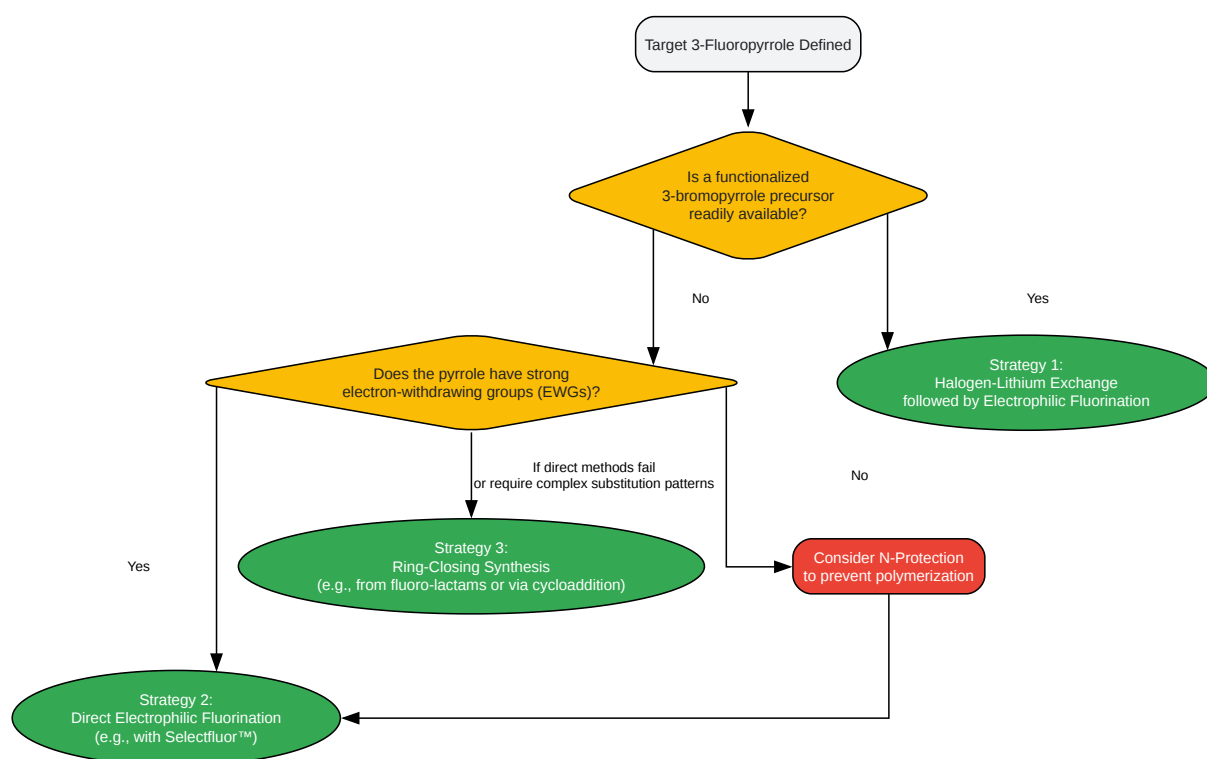 Target 3-Fluoropyrrole Defined
Is a functionalized
3-bromopyrrole precursor
readily available?
No
Yes
Does the pyrrole have strong
electron-withdrawing groups (EWGs)?
Strategy 1:
Halogen-Lithium Exchange
followed by Electrophilic Fluorination
If direct methods fail
or require complex substitution patterns
No
Strategy 3:
Ring-Closing Synthesis
(e.g., from fluoro-lactams or via cycloaddition)
Yes
Consider N-Protection
to prevent polymerization
Strategy 2:
Direct Electrophilic Fluorination
(e.g., with Selectfluor™)